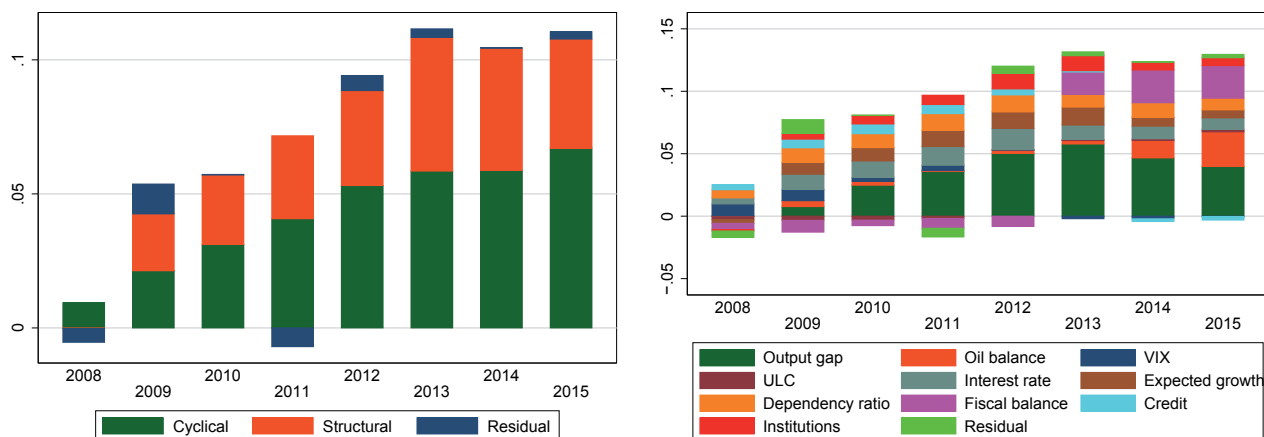 .1
.05
0
2008 2010 2012 2014
2009 2011 2013 2015
Cyclical Structural Residual
.15
.1
.05
0
-.05
2008 2010 2012 2014
2009 2011 2013 2015
Output gap Oil balance VIX
ULC Interest rate Expected growth
Dependency ratio Fiscal balance Credit
Institutions Residual